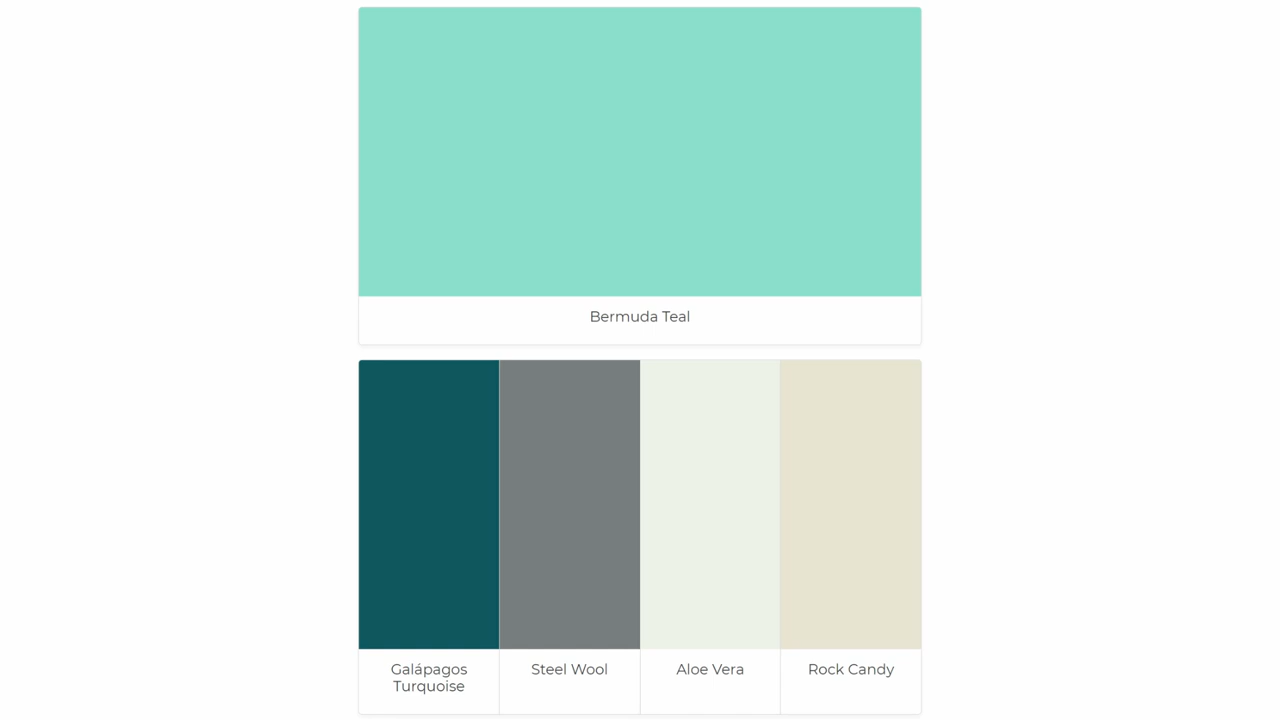 Bermuda Teal
Galápagos
Turquoise
Steel Wool
Aloe Vera
Rock Candy